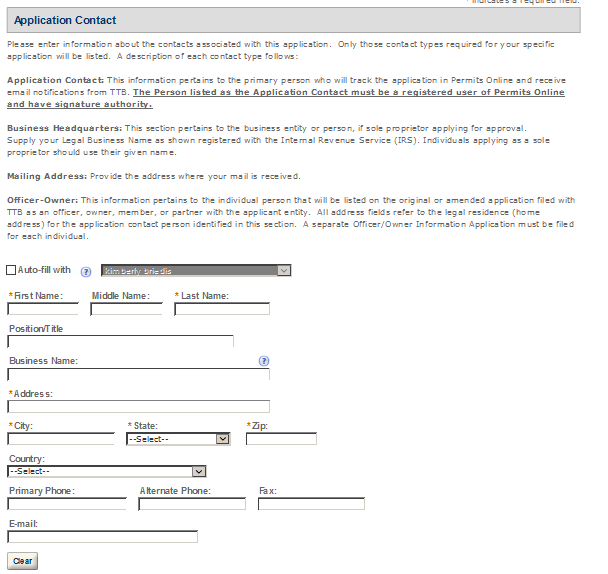 * indicates a required field.
Application Contact
Please enter information about the contacts associated with this application. Only those contact types required for your specific
application will be listed. A description of each contact type follows:
Application Contact: This information pertains to the primary person who will track the application in Permits Online and receive
email notifications from TTB. The Person listed as the Application Contact must be a registered user of Permits Online
and have signature authority.
Business Headquarters: This section pertains to the business entity or person, if sole proprietor applying for approval.
Supply your Legal Business Name as shown registered with the Internal Revenue Service (IRS). Individuals applying as a sole
proprietor should use their given name.
Mailing Address: Provide the address where your mail is received.
Officer-Owner: This information pertains to the individual person that will be listed on the original or amended application filed with
TTB as an officer, owner, member, or partner with the applicant entity. All address fields refer to the legal residence (home
address) for the application contact person identified in this section. A separate Officer/Owner Information Application must be filed
for each individual.
Auto-fill with ? Kimberly Briedis
* First Name: Middle Name: * Last Name:
Position/Title
Business Name: ?
* Address:
* City: * State: * Zip:
--Select--
Country:
--Select--
Primary Phone: Alternate Phone: Fax:
E-mail:
Clear